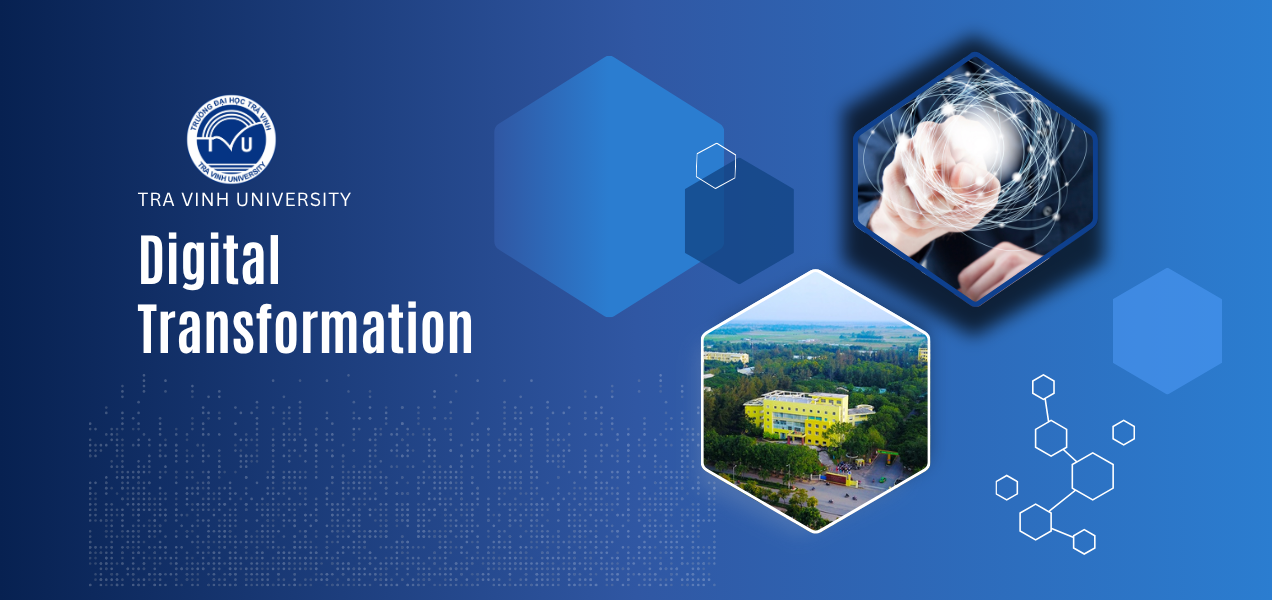 TRƯỜNG ĐẠI HỌC TRÀ VINH
TVU
TRA VINH UNIVERSITY
TRA VINH UNIVERSITY
Digital
Transformation